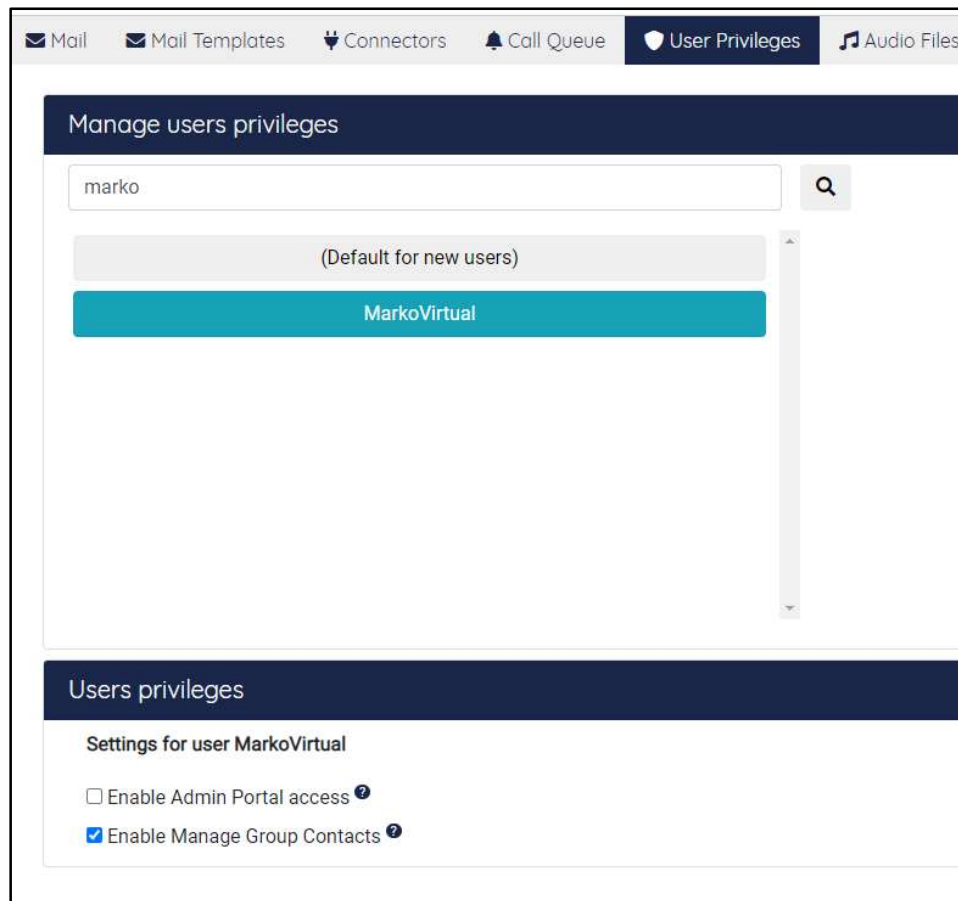 Mail Mail Templates Connectors Call Queue User Privileges Audio Files
Manage users privileges
marko
(Default for new users)
MarkoVirtual
Users privileges
Settings for user MarkoVirtual
Enable Admin Portal access ?
Enable Manage Group Contacts ?